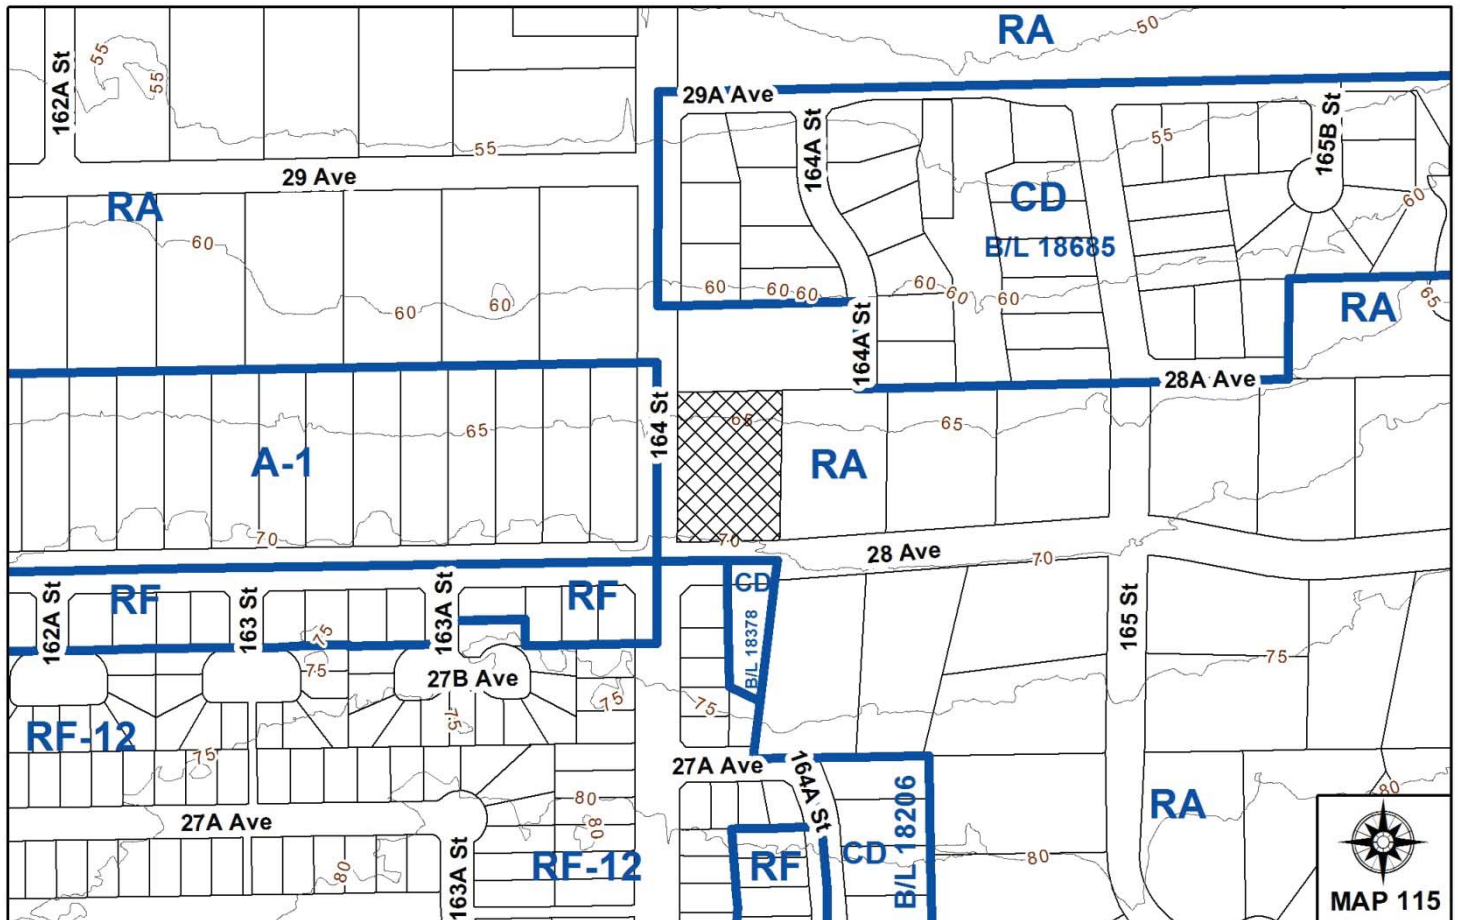 RA
50
162A St
55
55
29A Ave
164A St
165B St
55
55
29 Ave
RA
CD
60
60
B/L 18685
60
60
60
60 60
60
60
60
65
RA
164A St
28A Ave
164 St
65
65
65
A-1
RA
70
70
28 Ave
70
162A St
RF
163 St
163A St
RF
CD
B/L 18378
165 St
75
75
75
27B Ave
75
75
75
RF-12
75
27A Ave
164A St
80
80
80
27A Ave
B/L 18206
RA
163A St
80
RF-12
RF
CD
80
MAP 115